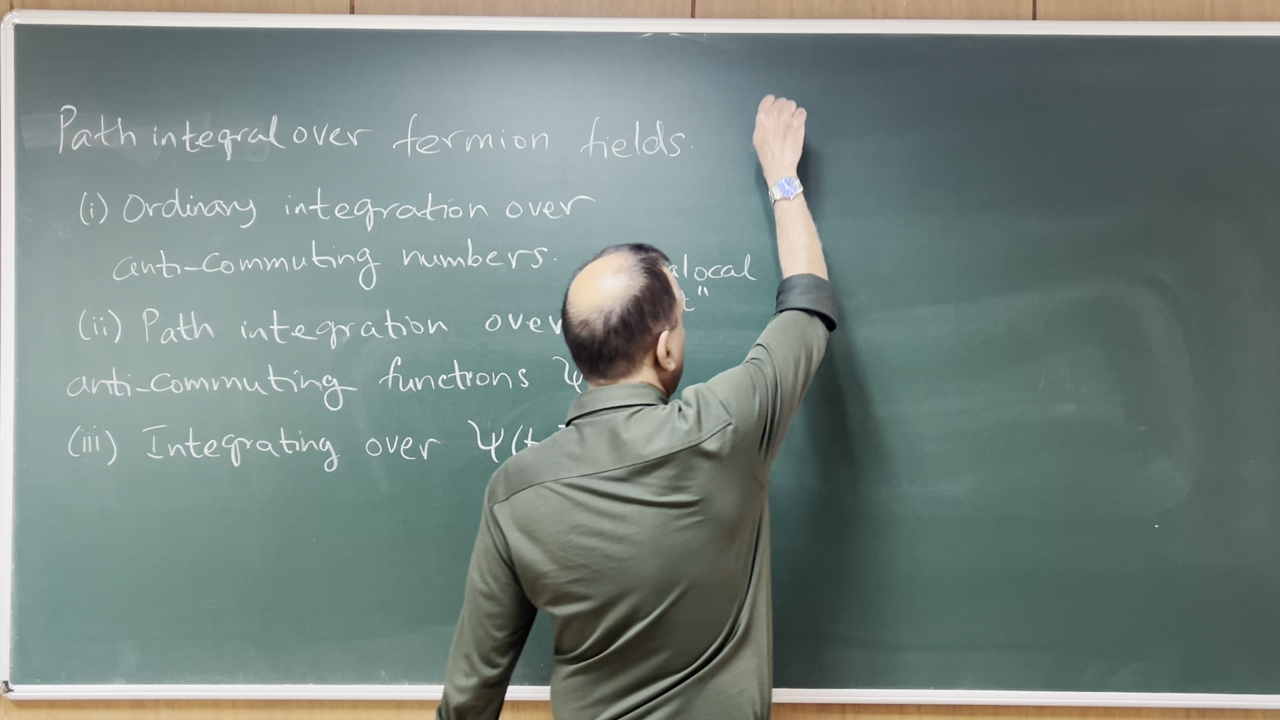 Path integral over fermion fields.
(i) Ordinary integration over
anti-commuting numbers.
alocal
t"
(ii) Path integration over
anti-commuting functions ψ
(iii) Integrating over Ψ(t